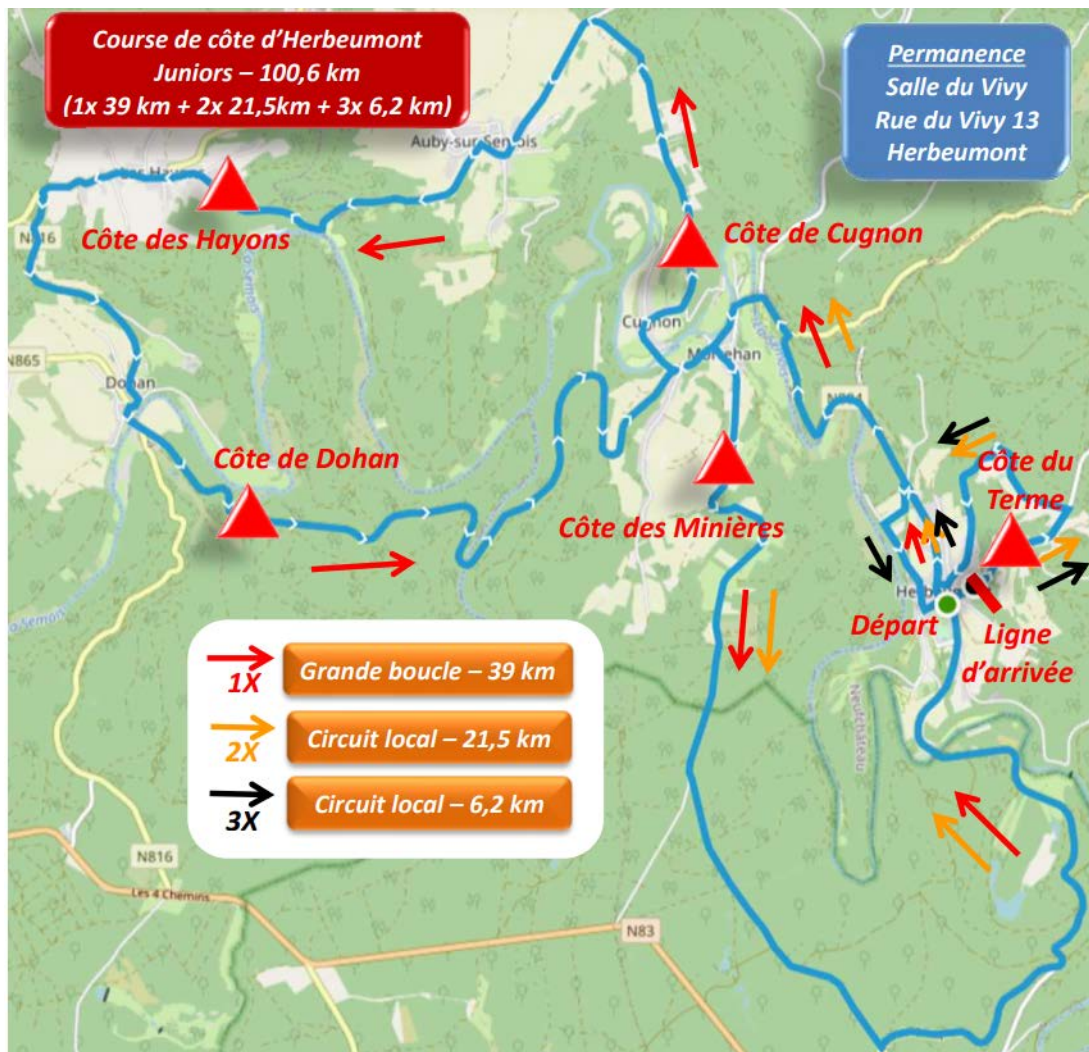 Course de côte d'Herbeumont
Juniors – 100,6 km
(1x 39 km + 2x 21,5km + 3x 6,2 km)
Permanence
Salle du Vivy
Rue du Vivy 13
Herbeumont
Auby-sur-Semois
Côte des Hayons
N816
Côte de Cugnon
Cugnon
N865
Dohan
Côte de Dohan
Côte des Minières
Côte du
Terme
Départ
Ligne
d'arrivée
Neufchâteau
1X
Grande boucle – 39 km
2X
Circuit local – 21,5 km
3X
Circuit local – 6,2 km
N816
Les 4 Chemins
N83